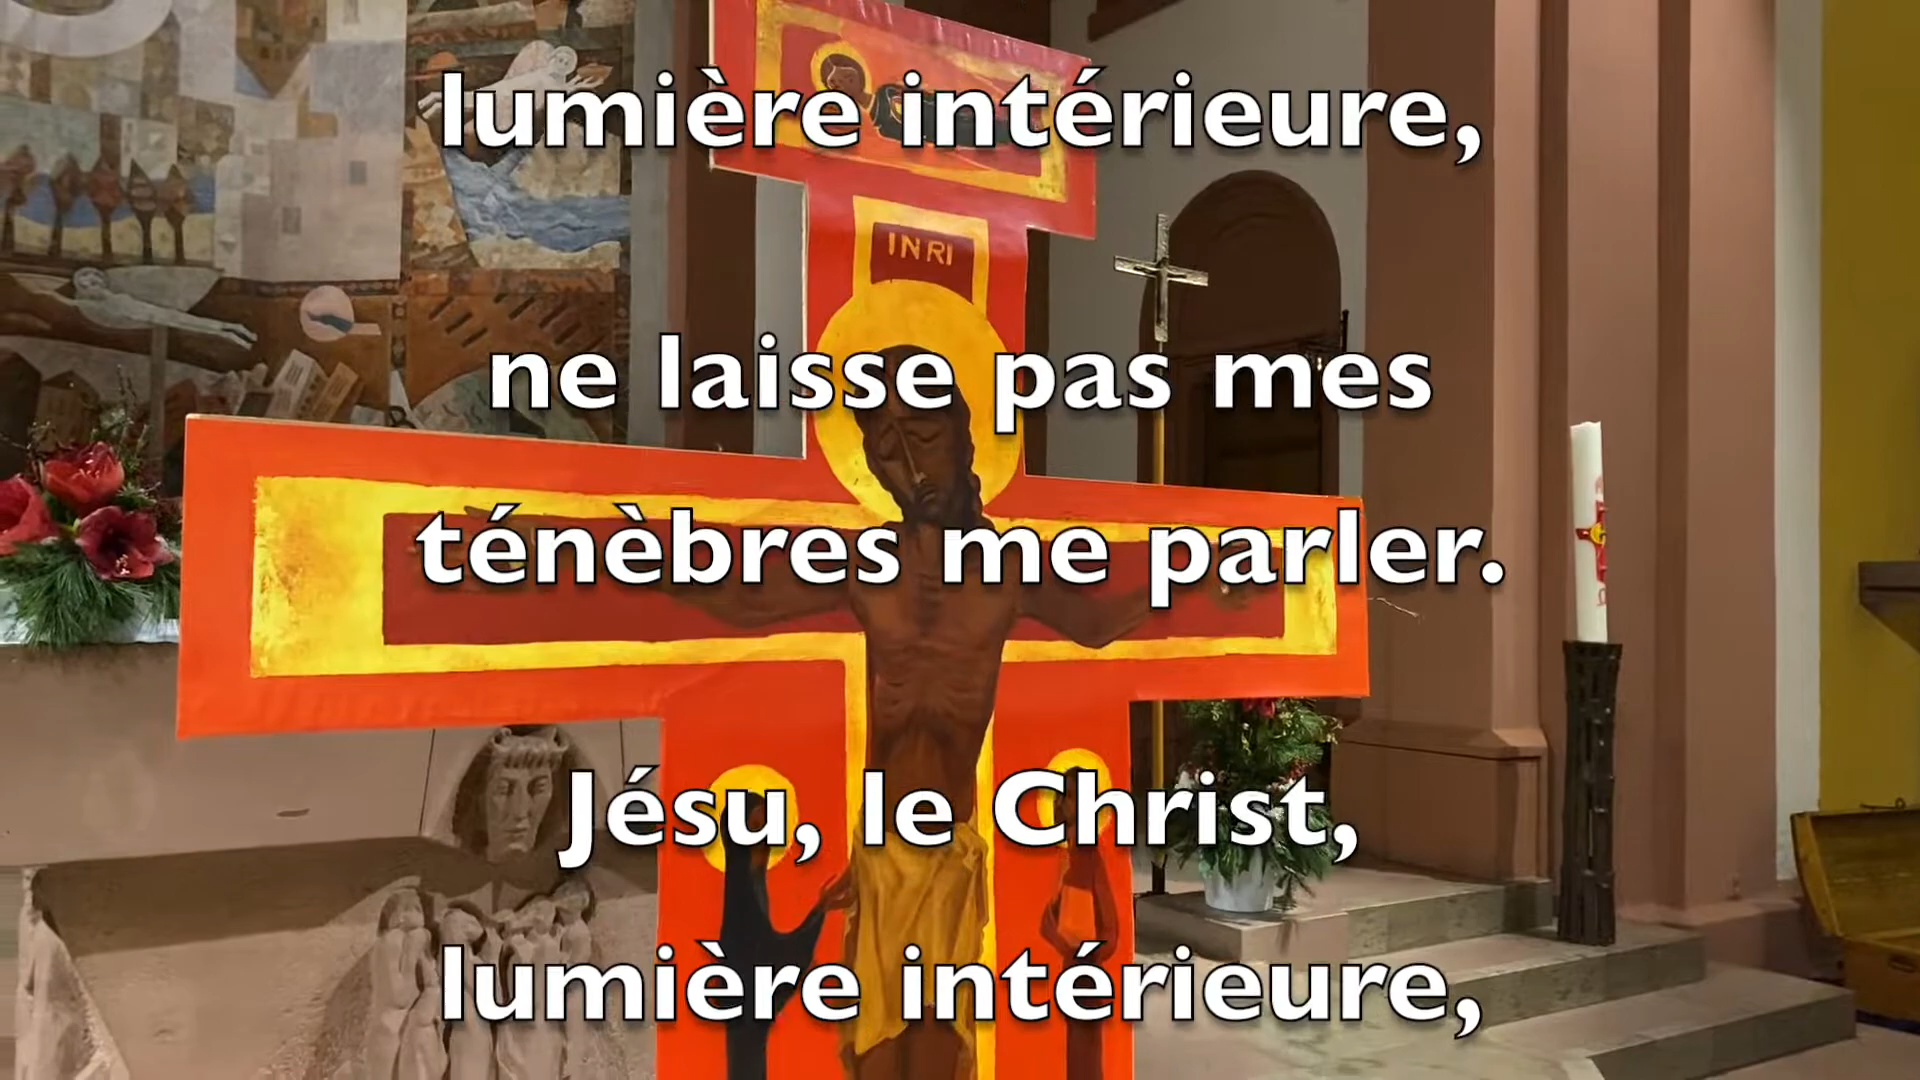 lumière intérieure,
INRI
ne laisse pas mes
ténèbres me parler.
Jésu, le Christ,
lumière intérieure,